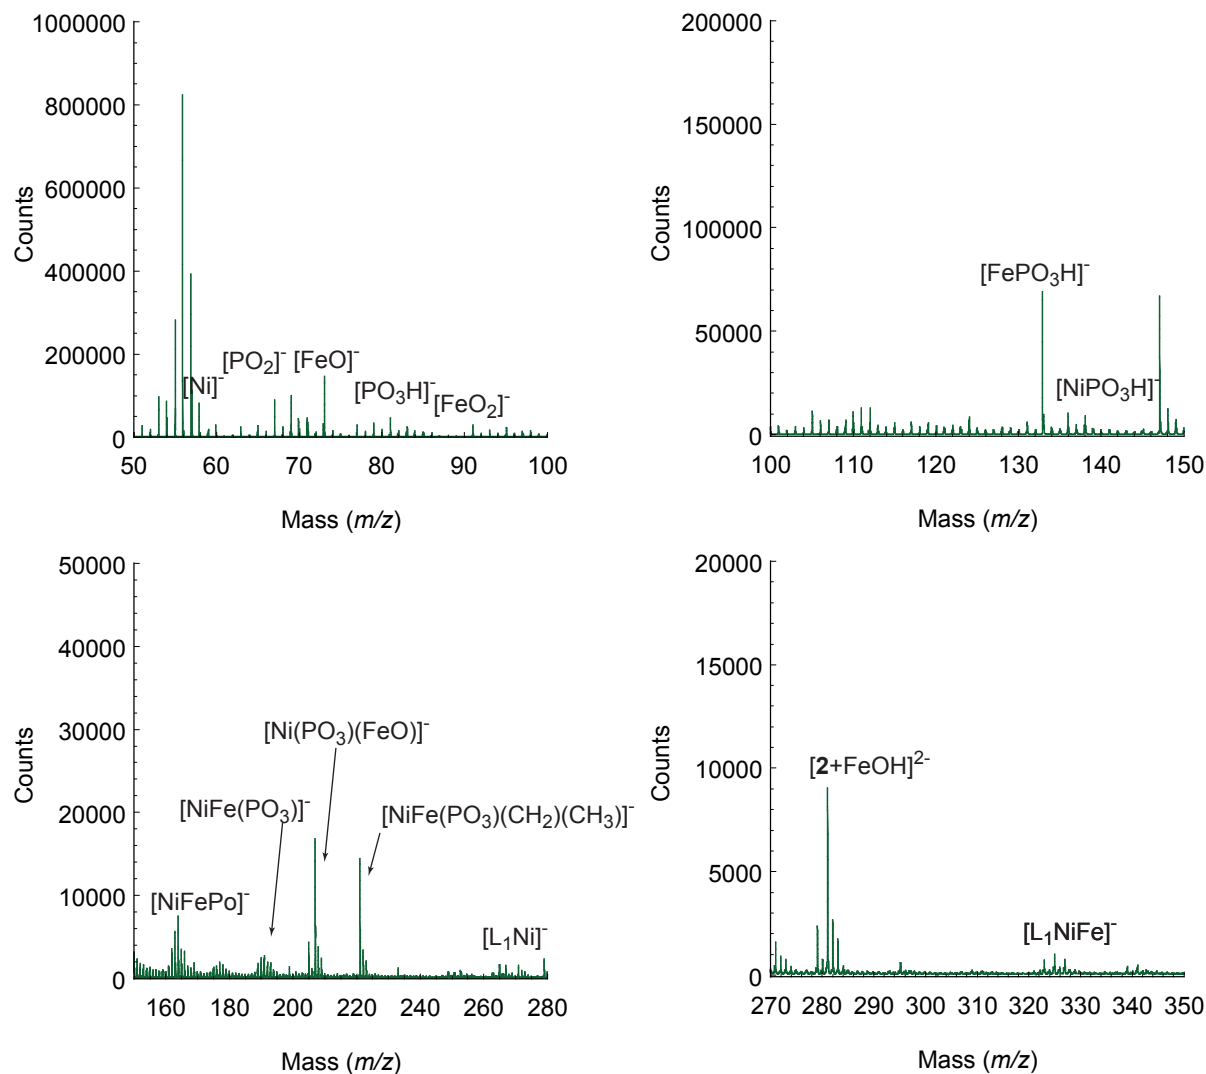 1000000
800000
600000
400000
200000
0
Counts
[Ni]⁻
[PO₂]⁻
[FeO]⁻
[PO₃H]⁻
[FeO₂]⁻
50 60 70 80 90 100
Mass (m/z)
200000
150000
100000
50000
0
Counts
[FePO₃H]⁻
[NiPO₃H]⁻
100 110 120 130 140 150
Mass (m/z)
50000
40000
30000
20000
10000
0
Counts
[Ni(PO₃)(FeO)]⁻
[NiFe(PO₃)]⁻
[NiFe(PO₃)(CH₂)(CH₃)]⁻
[NiFePo]⁻
[L₁Ni]⁻
160 180 200 220 240 260 280
Mass (m/z)
20000
15000
10000
5000
0
Counts
[2+FeOH]²⁻
[L₁NiFe]⁻
270 280 290 300 310 320 330 340 350
Mass (m/z)